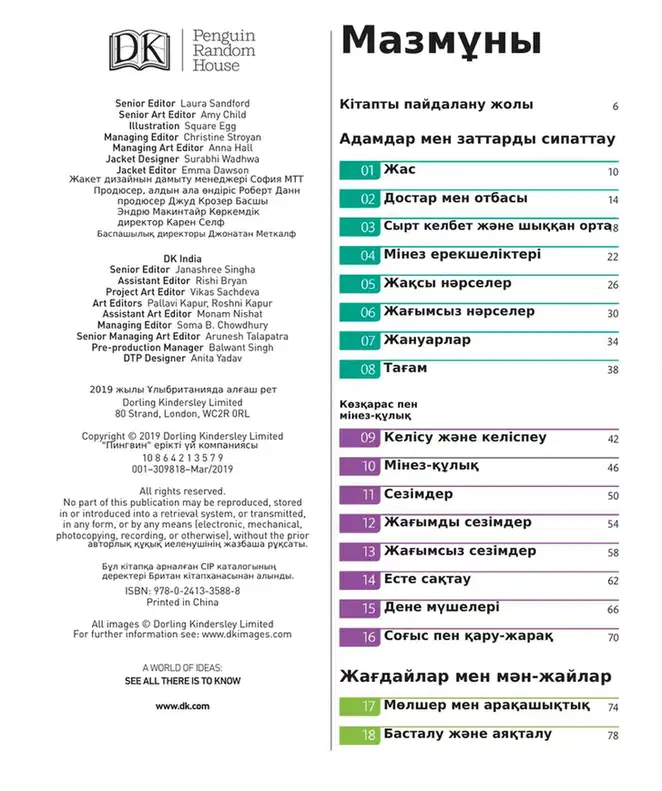 DK
Penguin
Random
House
Senior Editor Laura Sandford
Senior Art Editor Amy Child
Illustration Square Egg
Managing Editor Christine Stroyan
Managing Art Editor Anna Hall
Jacket Designer Surabhi Wadhwa
Jacket Editor Emma Dawson
Жакет дизайнын дамыту менеджері София МТТ
Продюсер, алдын ала өндіріс Роберт Данн
продюсер Джуд Крозер Басшы
Эндрю Макинтайр Көркемдік
директор Карен Селф
Баспашылық директоры Джонатан Меткалф
DK India
Senior Editor Janashree Singha
Assistant Editor Rishi Bryan
Project Art Editor Vikas Sachdeva
Art Editors Pallavi Kapur, Roshni Kapur
Assistant Art Editor Monam Nishat
Managing Editor Soma B. Chowdhury
Senior Managing Art Editor Arunesh Talapatra
Pre-production Manager Balwant Singh
DTP Designer Anita Yadav
2019 жылы Ұлыбританияда алғаш рет
Dorling Kindersley Limited
80 Strand, London, WC2R 0RL
Copyright © 2019 Dorling Kindersley Limited
"Пингвин" ерікті үй компаниясы
10 8 6 4 2 1 3 5 7 9
001–309818–Mar/2019
All rights reserved.
No part of this publication may be reproduced, stored
in or introduced into a retrieval system, or transmitted,
in any form, or by any means (electronic, mechanical,
photocopying, recording, or otherwise), without the prior
авторлық құқық иеленушінің жазбаша рұқсаты.
Бұл кітапқа арналған CIP каталогының
деректері Британ кітапханасынан алынды.
ISBN: 978-0-2413-3588-8
Printed in China
All images © Dorling Kindersley Limited
For further information see: www.dkimages.com
A WORLD OF IDEAS:
SEE ALL THERE IS TO KNOW
www.dk.com
Мазмұны
Кітапты пайдалану жолы 6
Адамдар мен заттарды сипаттау
01 Жас 10
02 Достар мен отбасы 14
03 Сырт келбет және шыққан орта 18
04 Мінез ерекшеліктері 22
05 Жақсы нәрселер 26
06 Жағымсыз нәрселер 30
07 Жануарлар 34
08 Тағам 38
Көзқарас пен
мінез-құлық
09 Келісу және келіспеу 42
10 Мінез-құлық 46
11 Сезімдер 50
12 Жағымды сезімдер 54
13 Жағымсыз сезімдер 58
14 Есте сақтау 62
15 Дене мүшелері 66
16 Соғыс пен қару-жарақ 70
Жағдайлар мен мән-жайлар
17 Мөлшер мен арақашықтық 74
18 Басталу және аяқталу 78